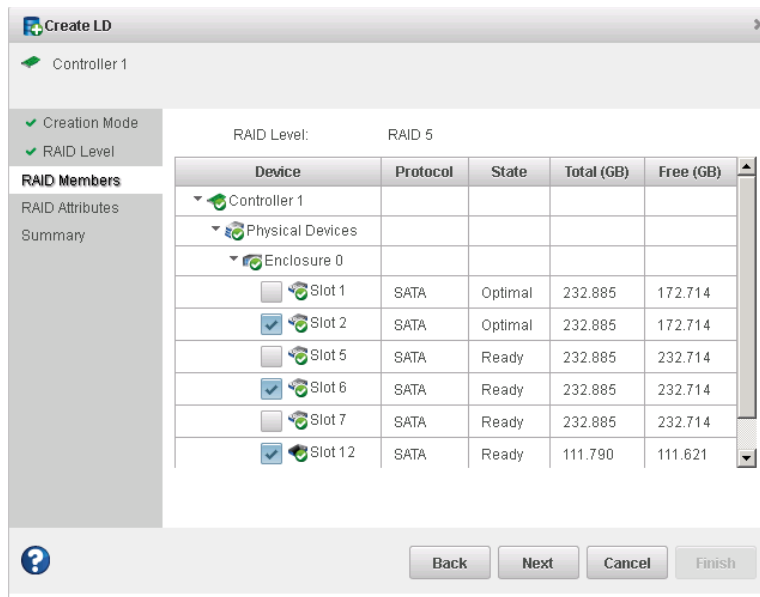 Create LD
Controller 1
Creation Mode
RAID Level
RAID Members
RAID Attributes
Summary
RAID Level: RAID 5
Device Protocol State Total (GB) Free (GB)
Controller 1
Physical Devices
Enclosure 0
Slot 1 SATA Optimal 232.885 172.714
Slot 2 SATA Optimal 232.885 172.714
Slot 5 SATA Ready 232.885 232.714
Slot 6 SATA Ready 232.885 232.714
Slot 7 SATA Ready 232.885 232.714
Slot 12 SATA Ready 111.790 111.621
? Back Next Cancel Finish